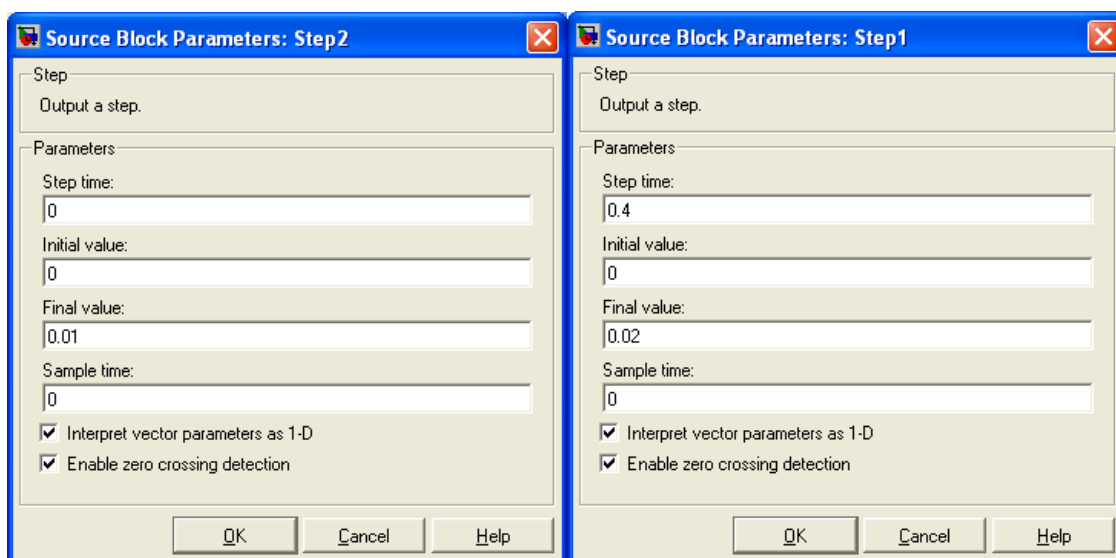 Source Block Parameters: Step2
Step
Output a step.
Parameters
Step time:
0
Initial value:
0
Final value:
0.01
Sample time:
0
Interpret vector parameters as 1-D
Enable zero crossing detection
OK
Cancel
Help
Source Block Parameters: Step1
Step
Output a step.
Parameters
Step time:
0.4
Initial value:
0
Final value:
0.02
Sample time:
0
Interpret vector parameters as 1-D
Enable zero crossing detection
OK
Cancel
Help